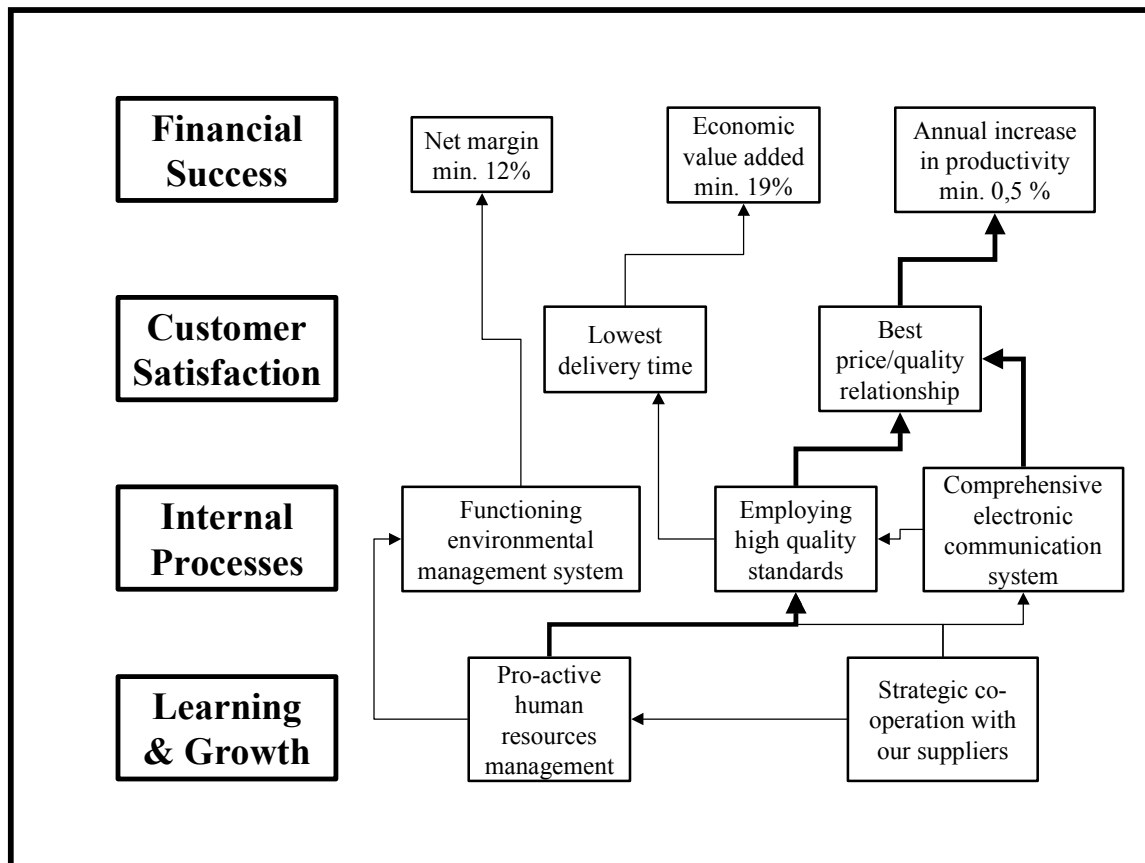 Financial
Success
Net margin
min. 12%
Economic
value added
min. 19%
Annual increase
in productivity
min. 0,5 %
Customer
Satisfaction
Lowest
delivery time
Best
price/quality
relationship
Internal
Processes
Functioning
environmental
management system
Employing
high quality
standards
Comprehensive
electronic
communication
system
Learning
& Growth
Pro-active
human
resources
management
Strategic co-
operation with
our suppliers